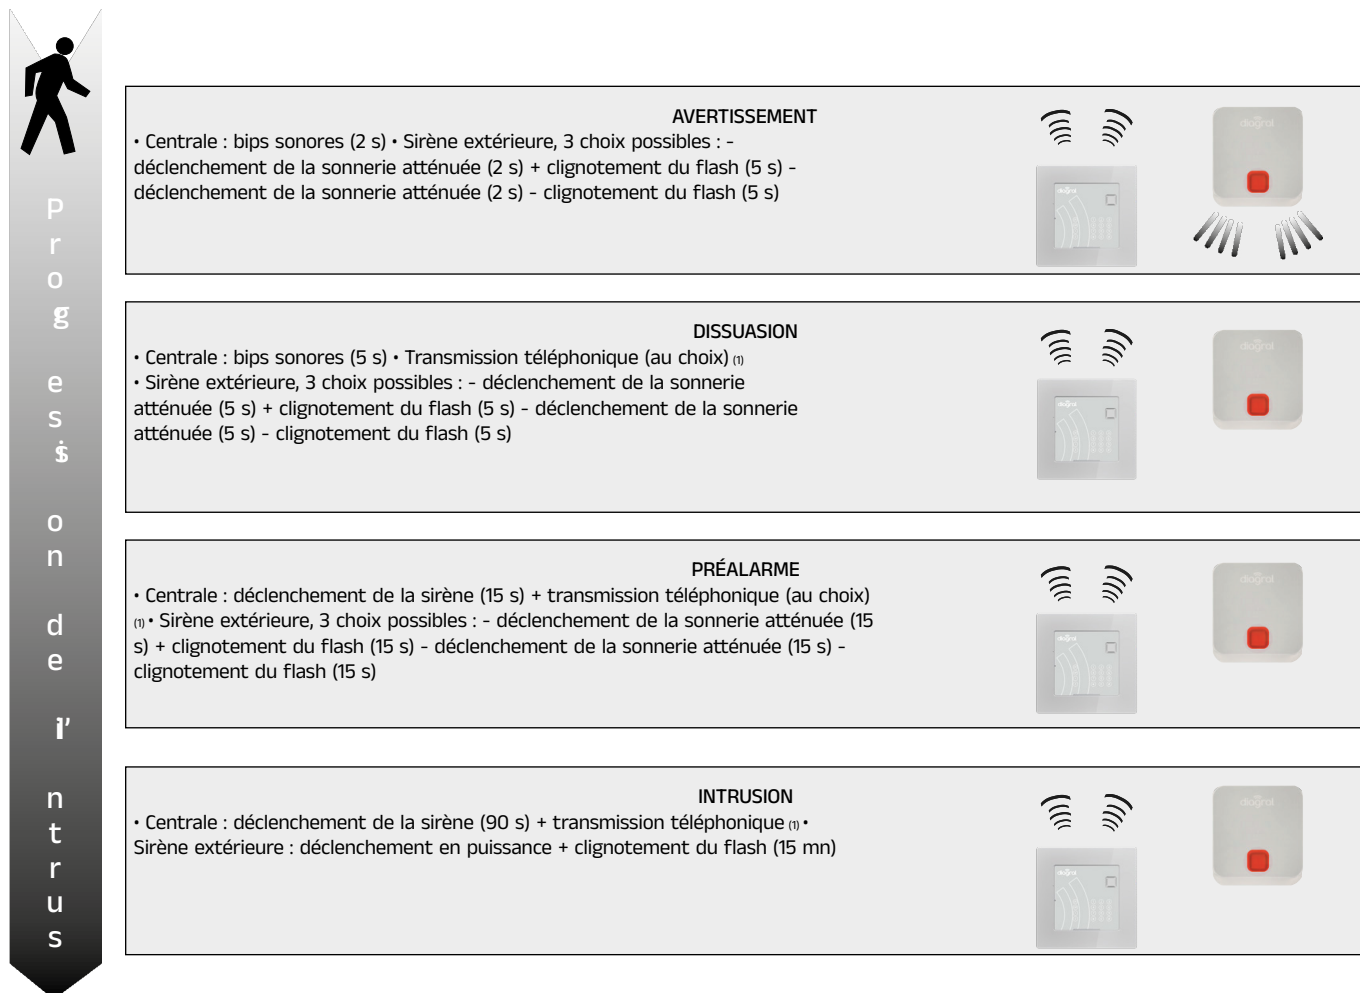 Progression de l'intrus
AVERTISSEMENT
• Centrale : bips sonores (2 s) • Sirène extérieure, 3 choix possibles : -
déclenchement de la sonnerie atténuée (2 s) + clignotement du flash (5 s) -
déclenchement de la sonnerie atténuée (2 s) - clignotement du flash (5 s)
diagral
DISSUASION
• Centrale : bips sonores (5 s) • Transmission téléphonique (au choix) (1)
• Sirène extérieure, 3 choix possibles : - déclenchement de la sonnerie
atténuée (5 s) + clignotement du flash (5 s) - déclenchement de la sonnerie
atténuée (5 s) - clignotement du flash (5 s)
diagral
PRÉALARME
• Centrale : déclenchement de la sirène (15 s) + transmission téléphonique (au choix)
(1) • Sirène extérieure, 3 choix possibles : - déclenchement de la sonnerie atténuée (15
s) + clignotement du flash (15 s) - déclenchement de la sonnerie atténuée (15 s) -
clignotement du flash (15 s)
diagral
INTRUSION
• Centrale : déclenchement de la sirène (90 s) + transmission téléphonique (1) •
Sirène extérieure : déclenchement en puissance + clignotement du flash (15 mn)
diagral